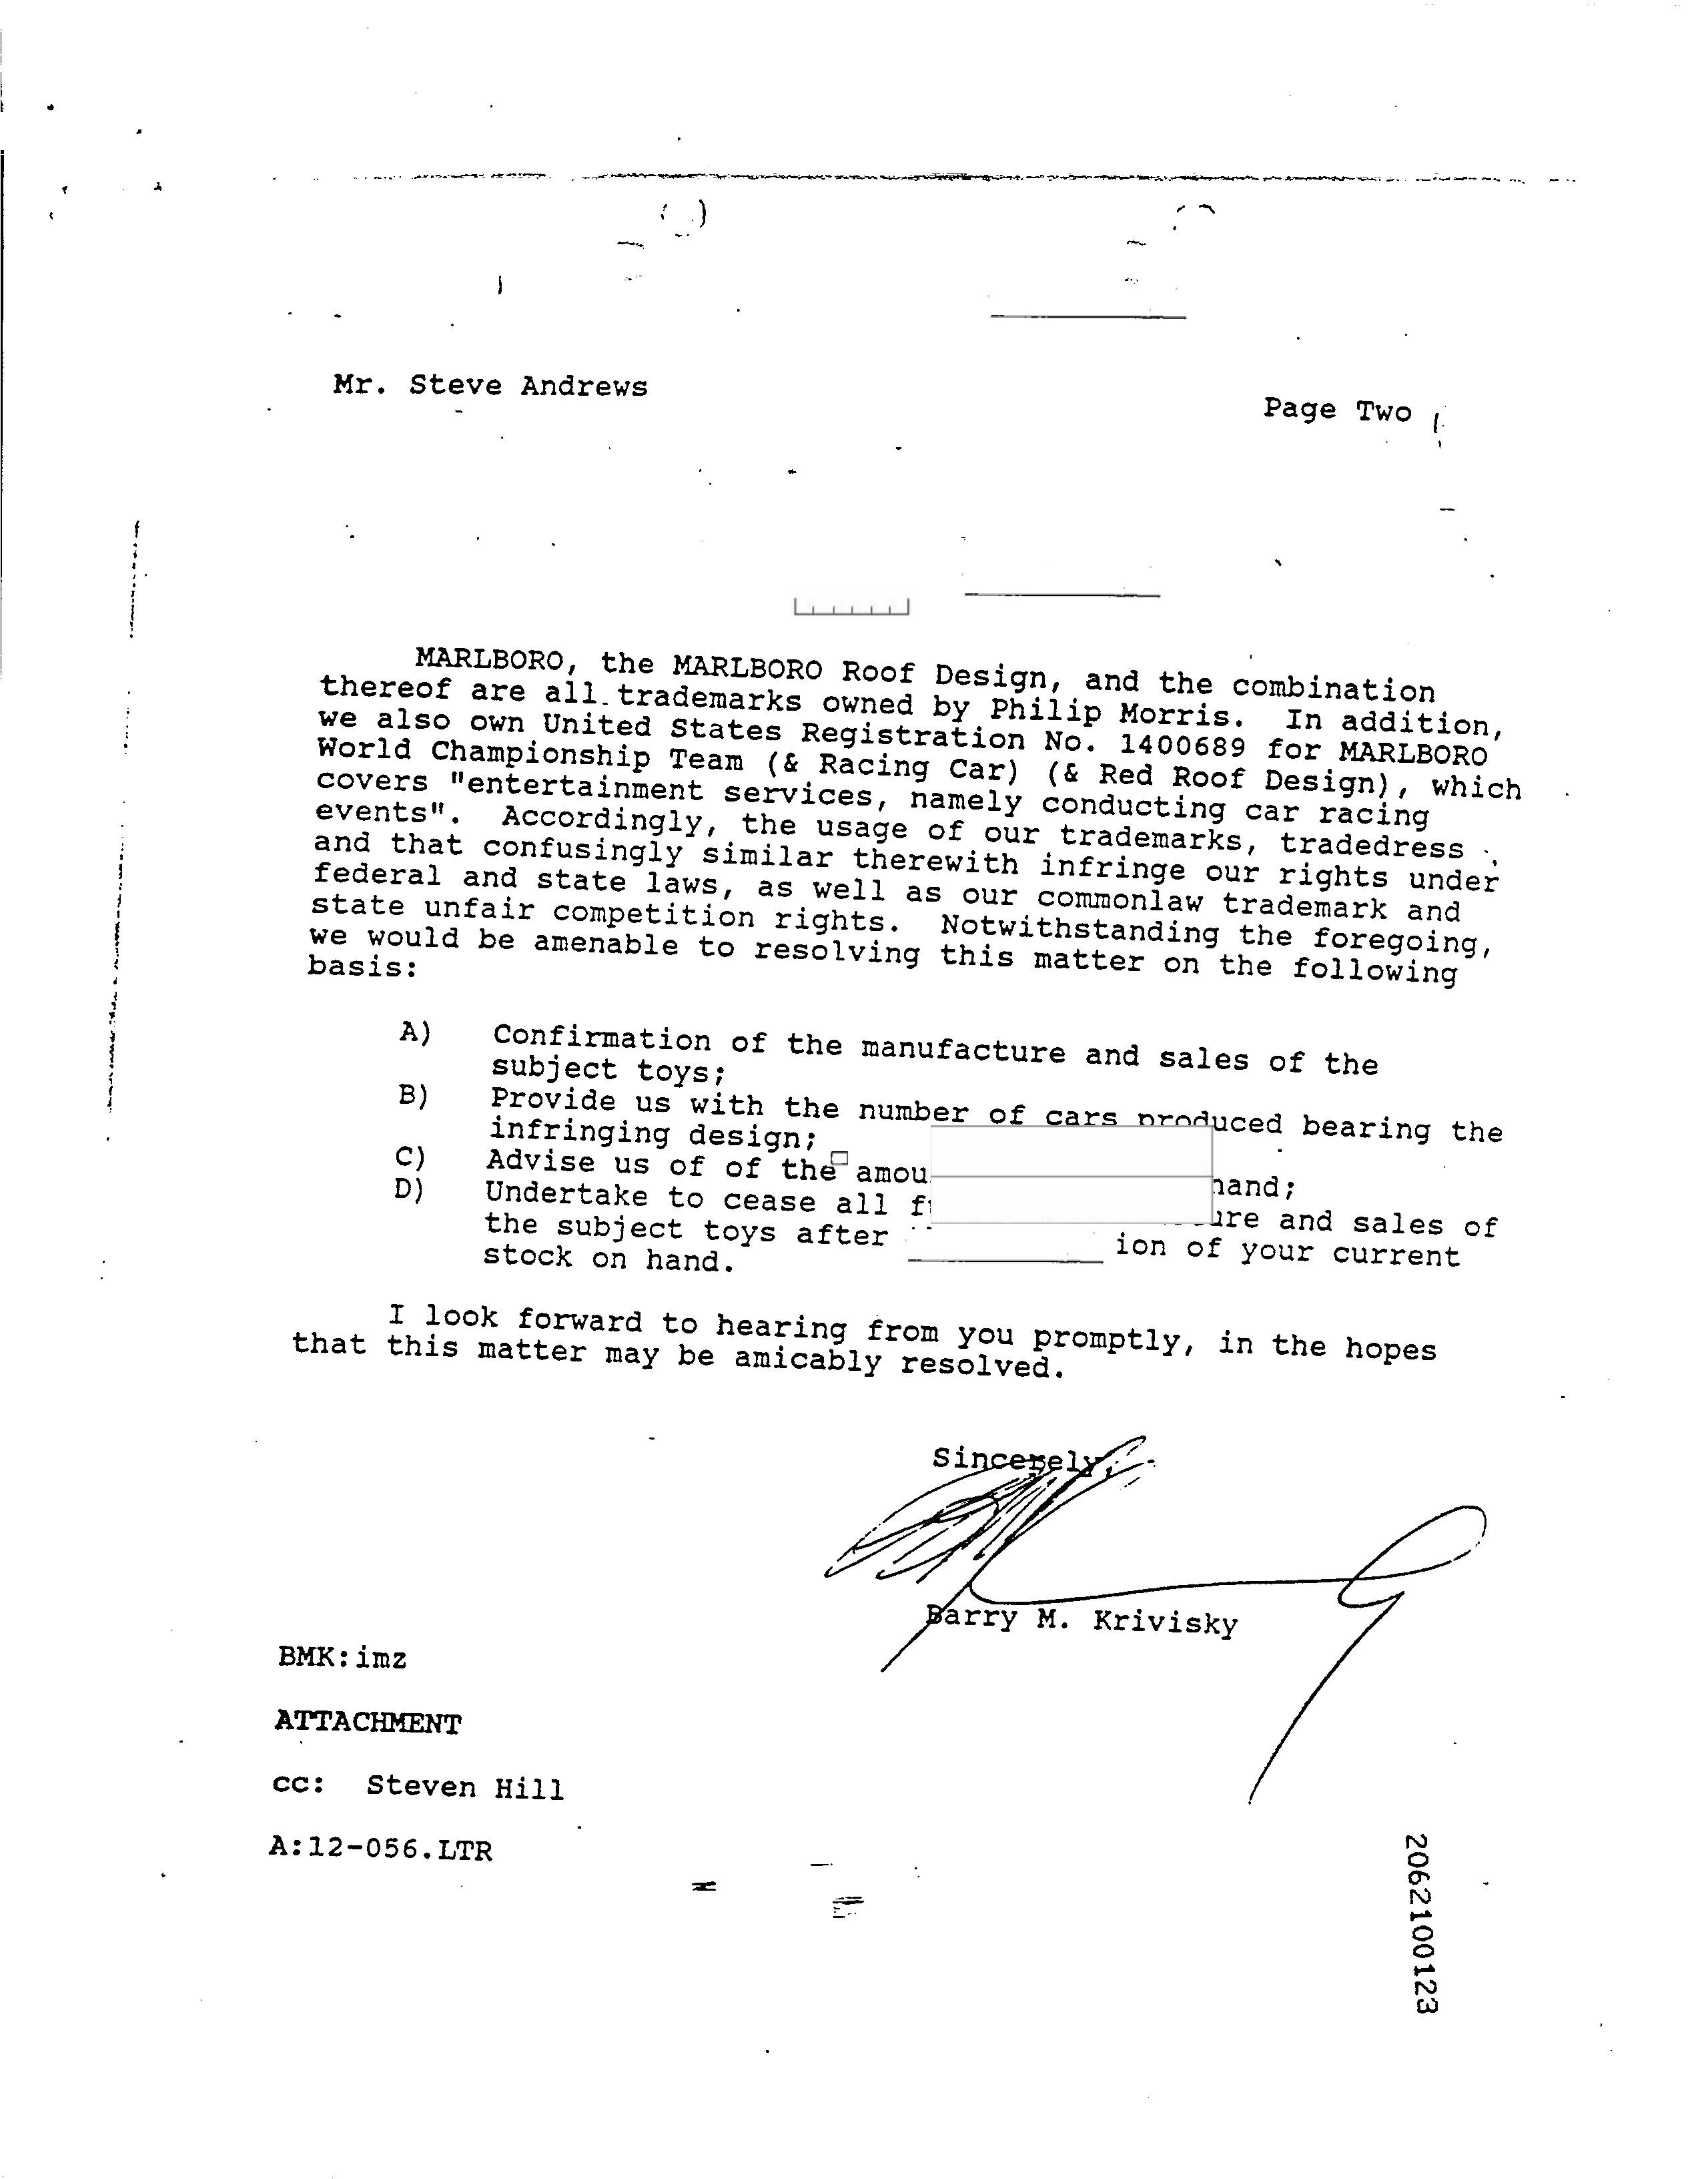 Mr. Steve Andrews
Page Two
MARLBORO, the MARLBORO Roof Design, and the combination
thereof are all trademarks owned by Philip Morris. In addition,
we also own United States Registration No. 1400689 for MARLBORO
World Championship Team (& Racing Car) (& Red Roof Design), which
covers "entertainment services, namely conducting car racing
events". Accordingly, the usage of our trademarks, tradedress
and that confusingly similar therewith infringe our rights under
federal and state laws, as well as our commonlaw trademark and
state unfair competition rights. Notwithstanding the foregoing,
we would be amenable to resolving this matter on the following
basis:
A) Confirmation of the manufacture and sales of the
subject toys;
B) Provide us with the number of cars produced bearing the
infringing design;
C) Advise us of of the
D) Undertake to cease all
and sales of
the subject toys after of your current
stock on hand.
I look forward to hearing from you promptly, in the hopes
that this matter may be amicably resolved.
Sincerely,
Barry M. Krivisky
BMK:imz
ATTACHMENT
cc: Steven Hill
A:12-056.LTR
2062100123